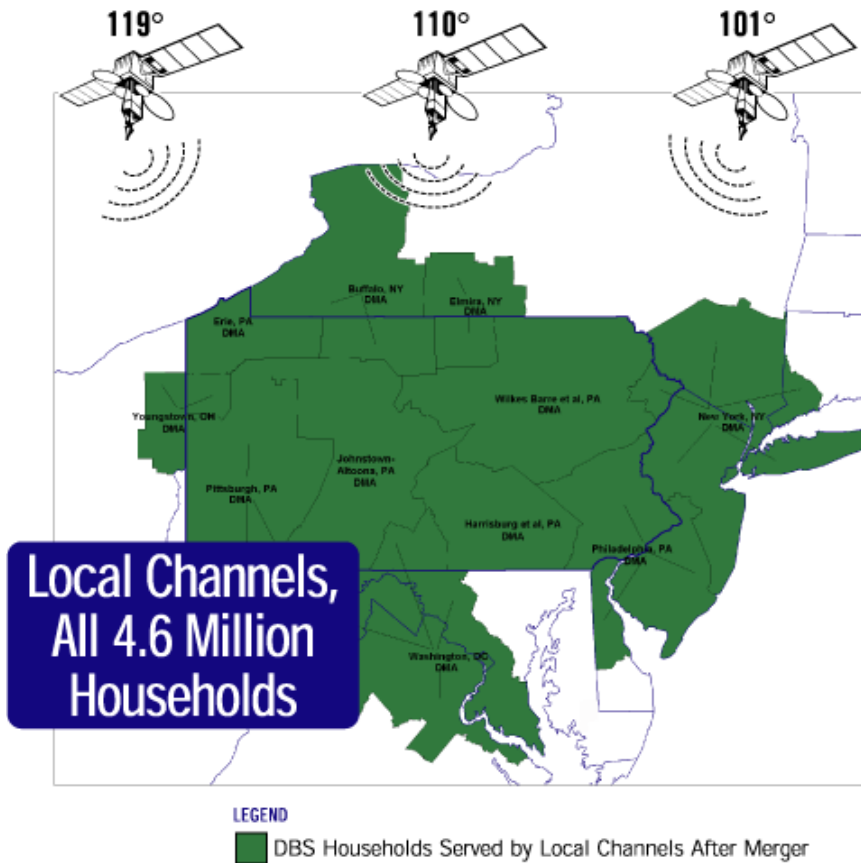 119°
110°
101°
Buffalo, NY
DMA
Elmira, NY
DMA
Erie, PA
DMA
Wilkes Barre et al, PA
DMA
Youngstown, OH
DMA
New York, NY
DMA
Johnstown-
Altoona, PA
DMA
Pittsburgh, PA
DMA
Harrisburg et al, PA
DMA
Philadelphia, PA
DMA
Local Channels,
All 4.6 Million
Households
Washington, DC
DMA
LEGEND
DBS Households Served by Local Channels After Merger